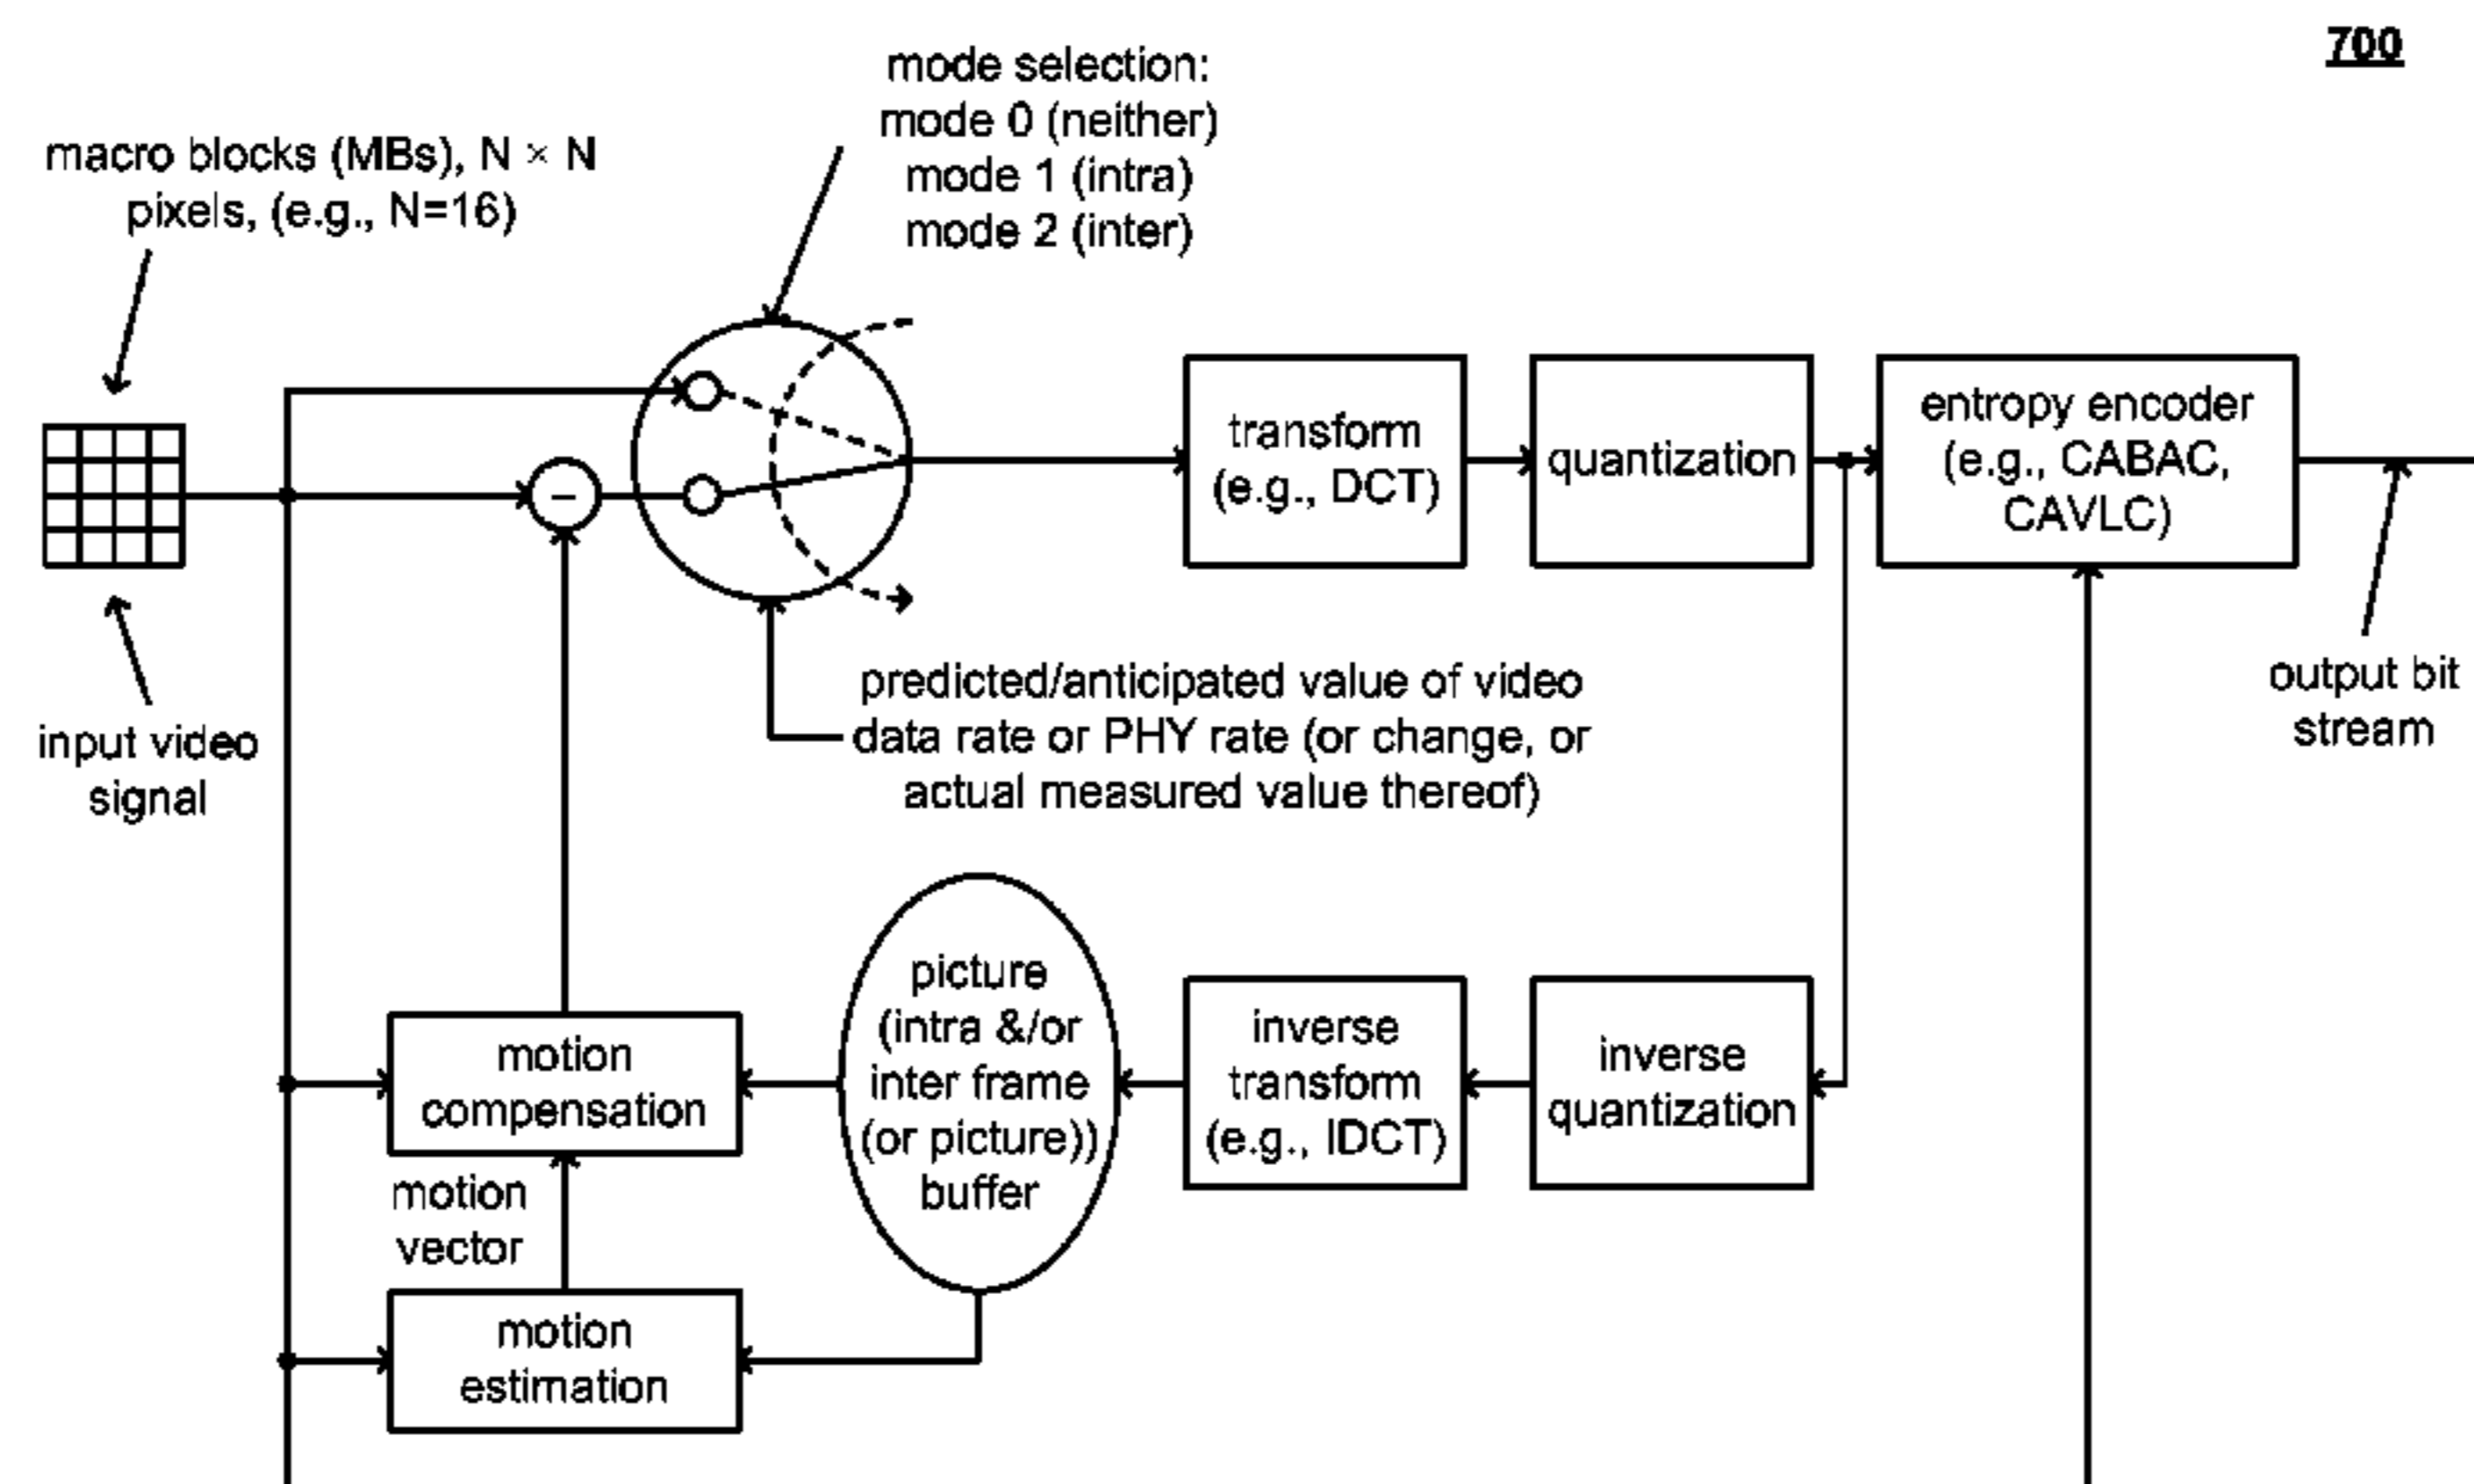 700
mode selection:
mode 0 (neither)
mode 1 (intra)
mode 2 (inter)
macro blocks (MBs), N × N
pixels, (e.g., N=16)
transform
(e.g., DCT)
quantization
entropy encoder
(e.g., CABAC,
CAVLC)
–
input video
signal
predicted/anticipated value of video
data rate or PHY rate (or change, or
actual measured value thereof)
output bit
stream
motion
compensation
picture
(intra &/or
inter frame
(or picture))
buffer
inverse
transform
(e.g., IDCT)
inverse
quantization
motion
vector
motion
estimation